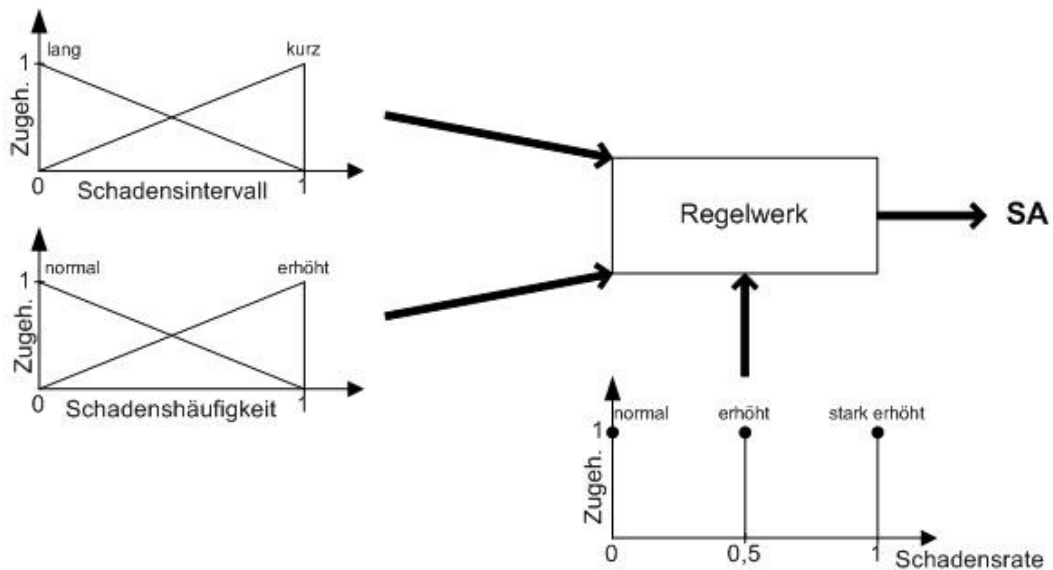 lang kurz
1
Zugeh.
0 1
Schadensintervall
normal erhöht
1
Zugeh.
0 1
Schadenshäufigkeit
Regelwerk
SA
normal erhöht stark erhöht
1
Zugeh.
0 0,5 1
Schadensrate